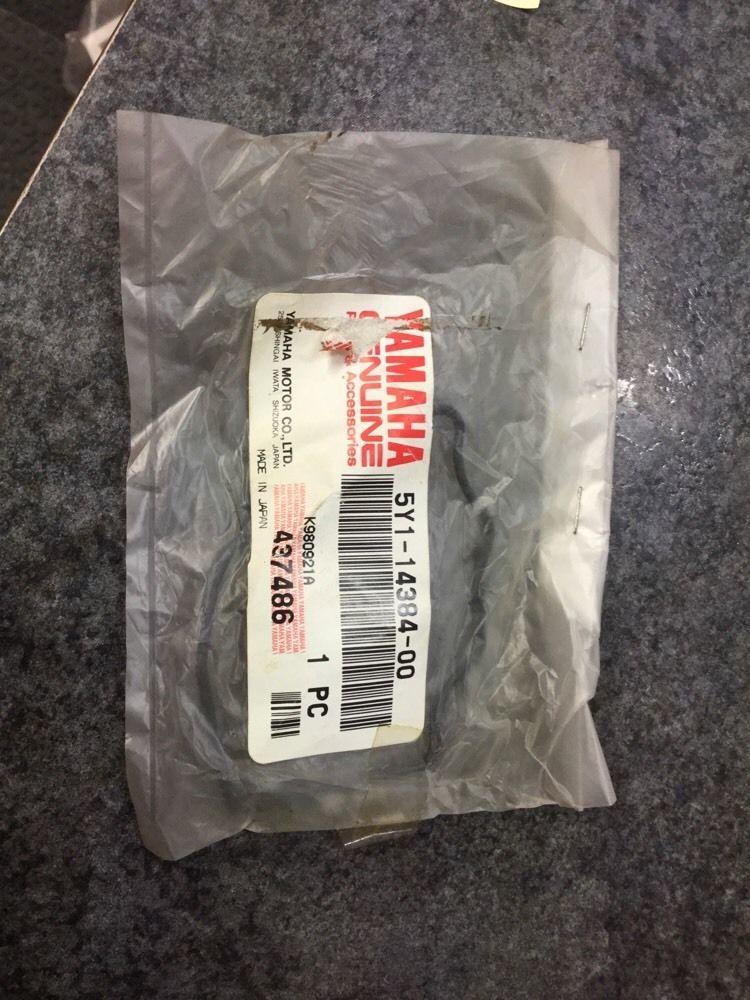 YAMAHA
GENUINE
Accessories
5Y1-14384-00
1 PC
K980921A
437486
YAMAHA MOTOR CO., LTD.
SHINGAI IWATA SHIZUOKA JAPAN
MADE IN JAPAN